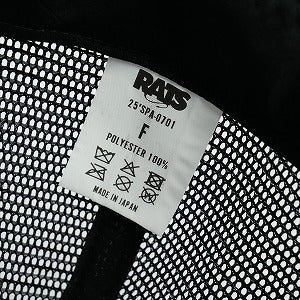 RATS
25'SPA-0701
F
POLYESTER 100%
MADE IN JAPAN